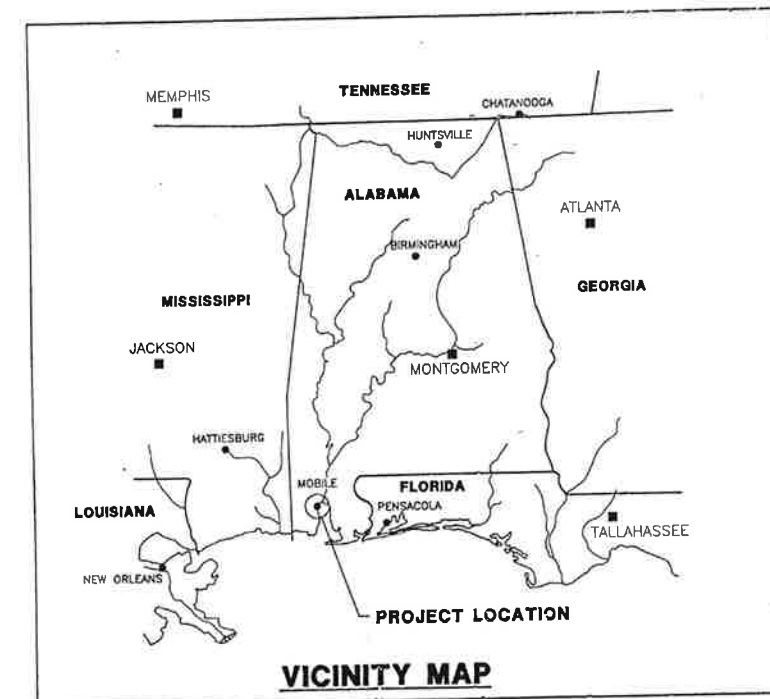 TENNESSEE
MEMPHIS
CHATANOOGA
HUNTSVILLE
ALABAMA
ATLANTA
BIRMINGHAM
GEORGIA
MISSISSIPPI
JACKSON
MONTGOMERY
HATTIESBURG
MOBILE
FLORIDA
LOUISIANA
PENSACOLA
TALLAHASSEE
NEW ORLEANS
PROJECT LOCATION
VICINITY MAP